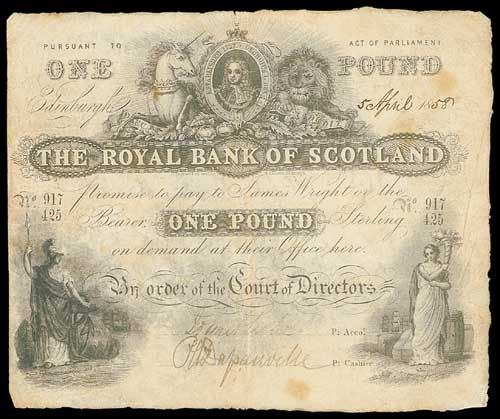 PURSUANT TO ACT OF PARLIAMENT
ONE POUND
Edinburgh 5 April 1858
THE ROYAL BANK OF SCOTLAND
promise to pay to James Wright or the
No. 917 No. 917
425 425
Bearer, ONE POUND Sterling
on demand at their Office here.
By order of the Court of Directors
P. Accot.
P. Cashier